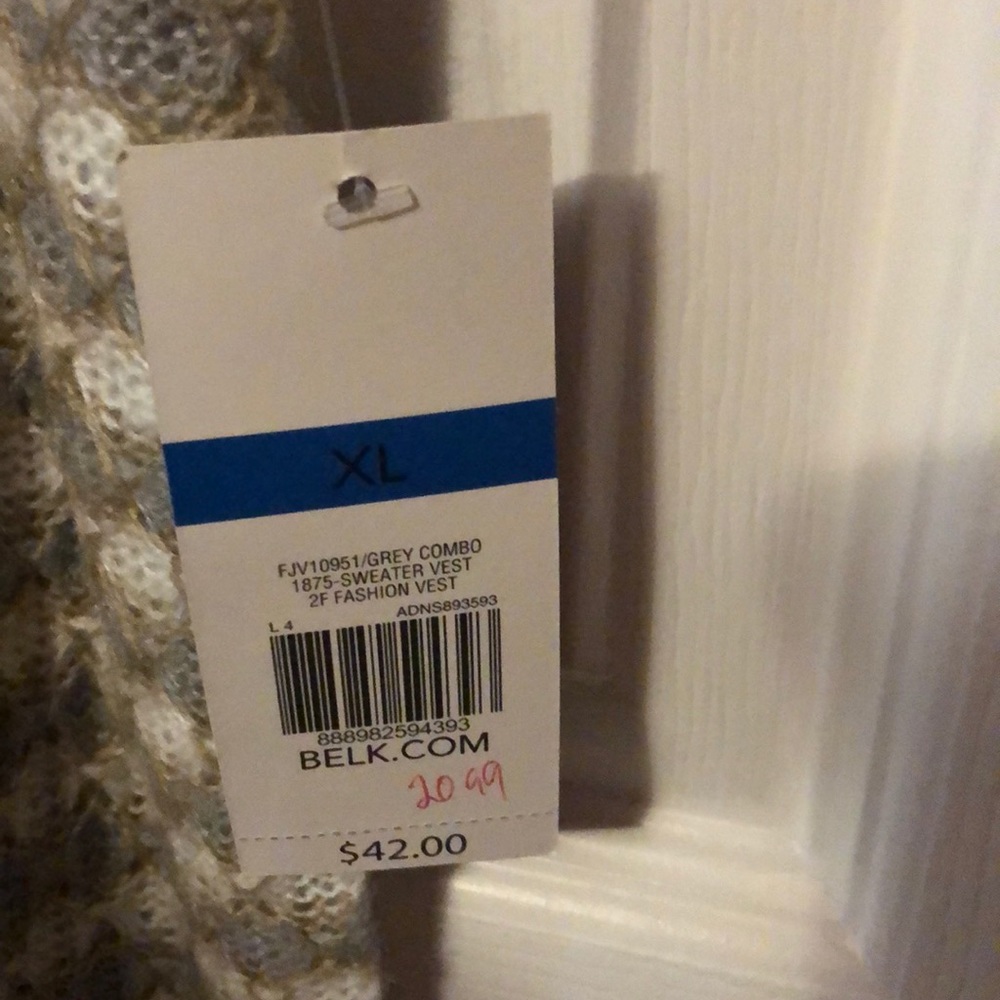 XL
FJV10951/GREY COMBO
1875-SWEATER VEST
2F FASHION VEST
L 4 ADNS893593
888982594393
BELK.COM
20 99
$42.00